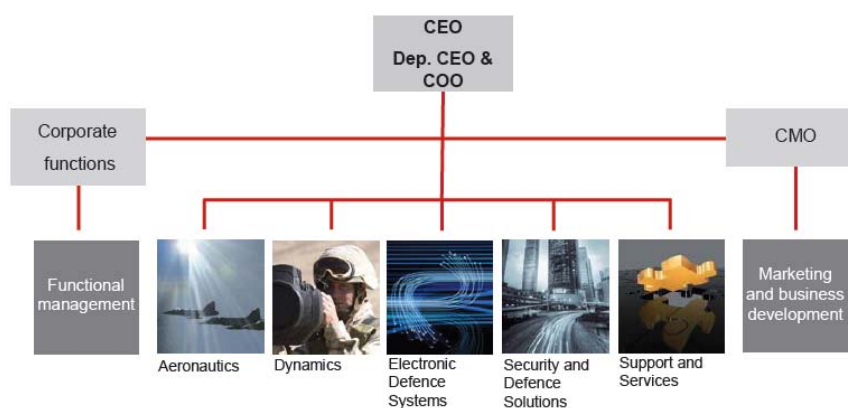 CEO
Dep. CEO &
COO
Corporate
functions
CMO
Functional
management
Marketing
and business
development
Aeronautics
Dynamics
Electronic
Defence
Systems
Security and
Defence
Solutions
Support and
Services